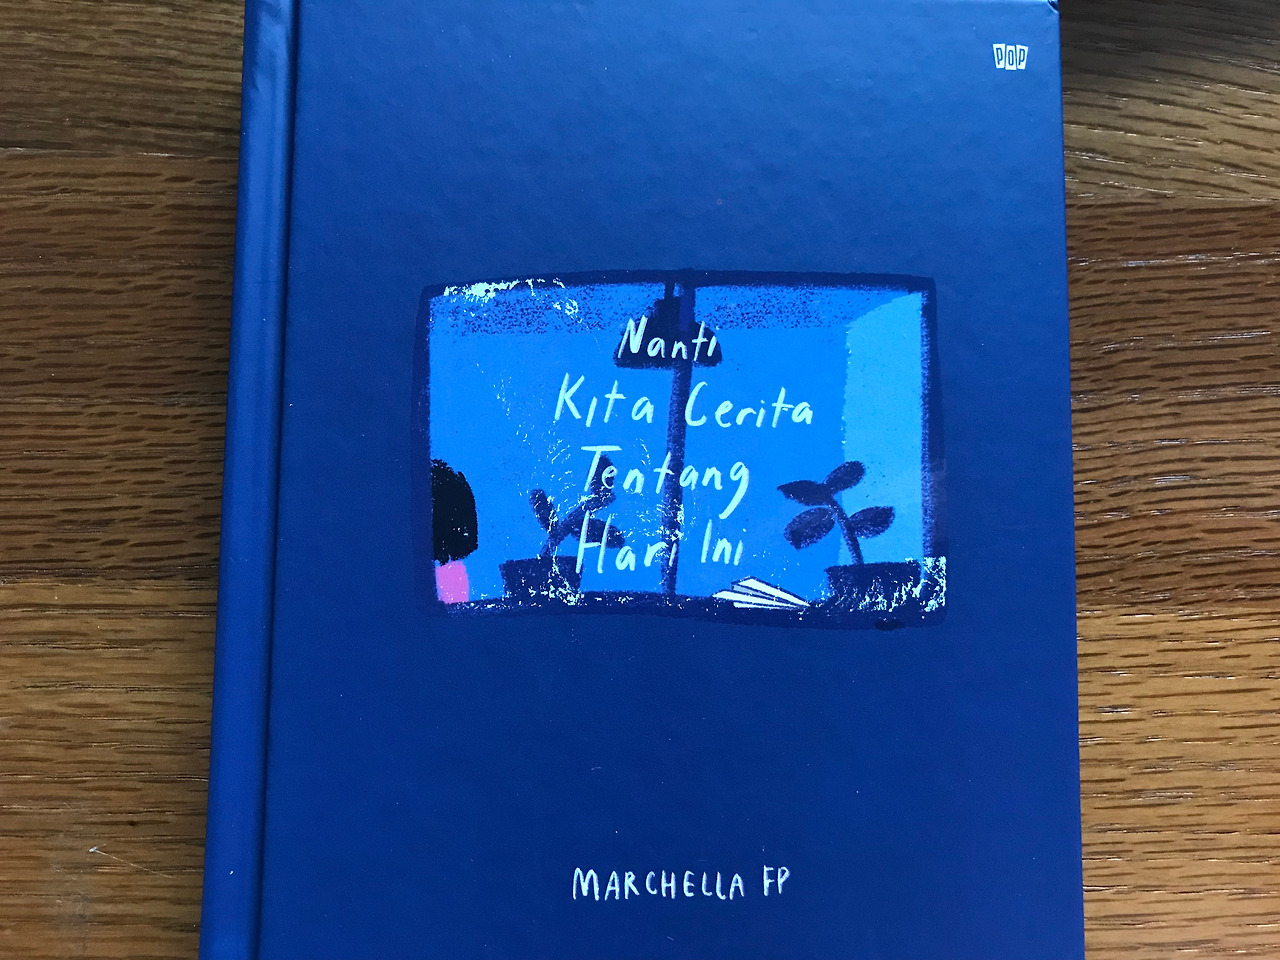 POP
Nanti
Kita Cerita
Tentang
Hari Ini
MARCHELLA FP